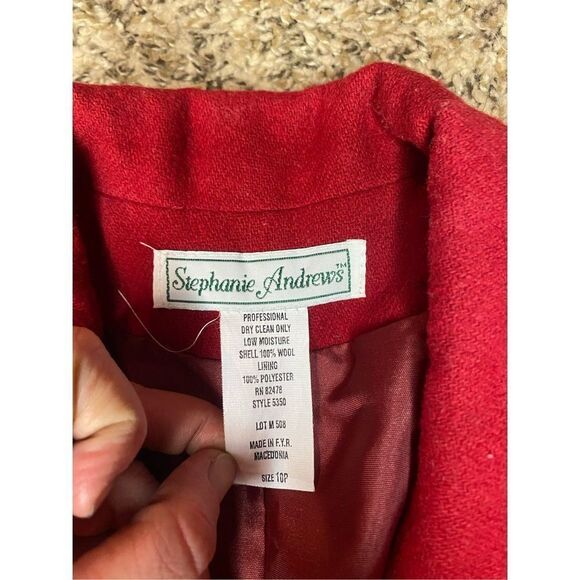 Stephanie Andrews™
PROFESSIONAL
DRY CLEAN ONLY
LOW MOISTURE
SHELL 100% WOOL
LINING
100% POLYESTER
RN 82478
STYLE 5350
LOT M 508
MADE IN F.Y.R.
MACEDONIA
SIZE 10P